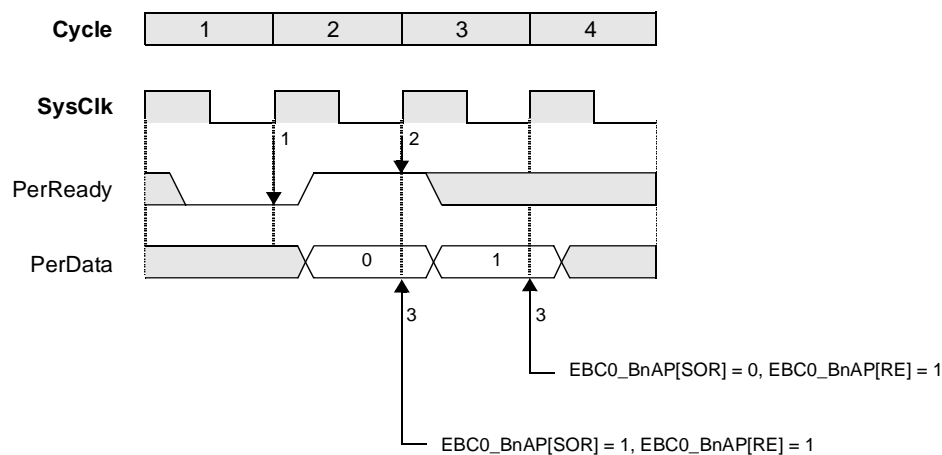 Cycle 1 2 3 4
SysClk
1 2
PerReady
PerData 0 1
3 3
EBC0_BnAP[SOR] = 0, EBC0_BnAP[RE] = 1
EBC0_BnAP[SOR] = 1, EBC0_BnAP[RE] = 1